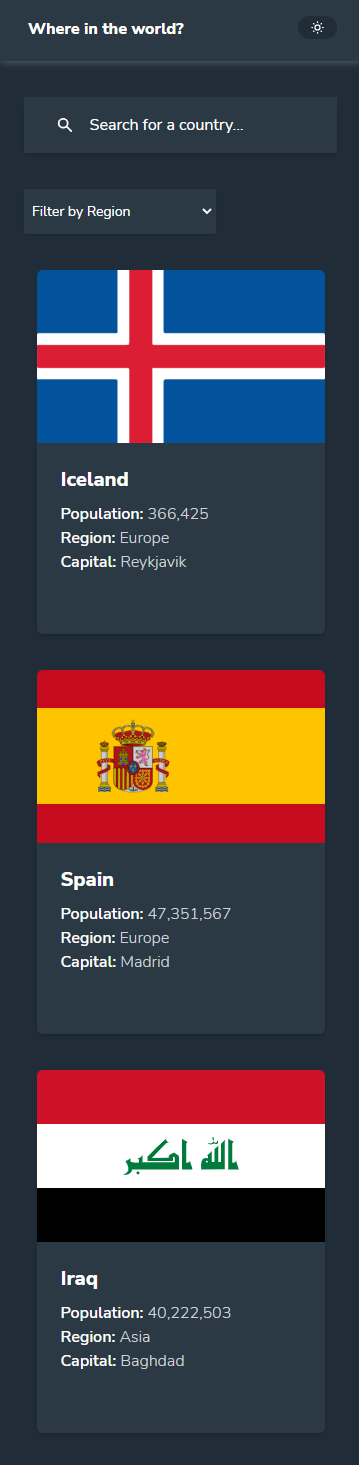 Where in the world?
Search for a country...
Filter by Region
Iceland
Population: 366,425
Region: Europe
Capital: Reykjavik
Spain
Population: 47,351,567
Region: Europe
Capital: Madrid
الله اكبر
Iraq
Population: 40,222,503
Region: Asia
Capital: Baghdad